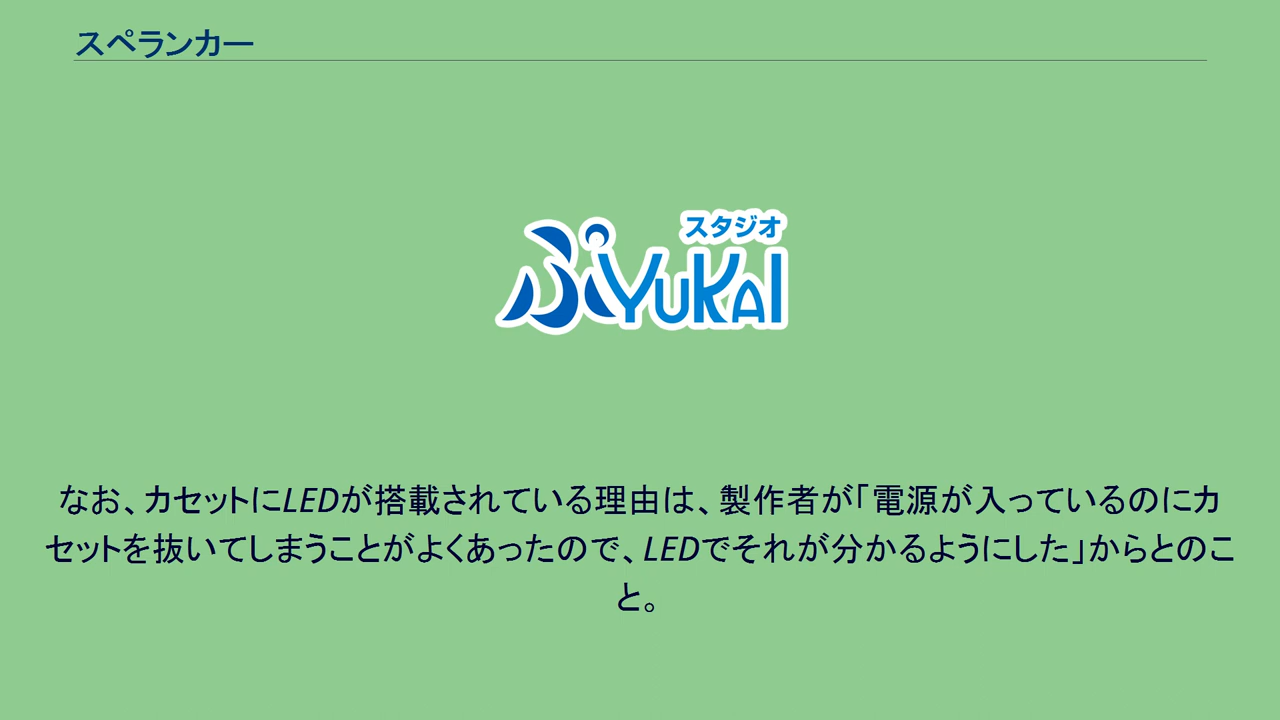 スペランカー
スタジオ
ぷYUKAI
なお、カセットにLEDが搭載されている理由は、製作者が「電源が入っているのにカ
セットを抜いてしまうことがよくあったので、LEDでそれが分かるようにした」からとのこ
と。